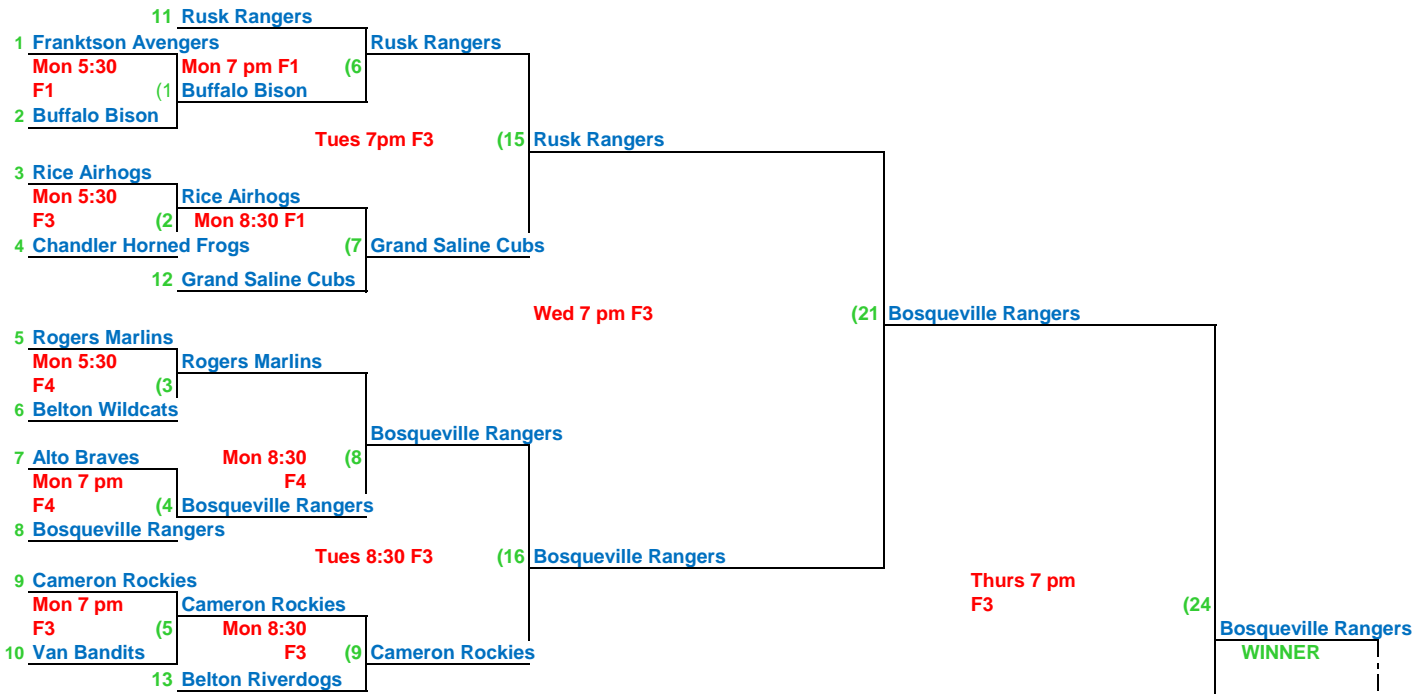 11 Rusk Rangers
1 Franktson Avengers
Rusk Rangers
Mon 5:30
Mon 7 pm F1
(6
F1
(1
Buffalo Bison
2 Buffalo Bison
Tues 7pm F3
(15
Rusk Rangers
3 Rice Airhogs
Mon 5:30
Rice Airhogs
F3
(2
Mon 8:30 F1
4 Chandler Horned Frogs
(7
Grand Saline Cubs
12 Grand Saline Cubs
Wed 7 pm F3
(21
Bosqueville Rangers
5 Rogers Marlins
Mon 5:30
Rogers Marlins
F4
(3
6 Belton Wildcats
Bosqueville Rangers
7 Alto Braves
Mon 8:30
(8
Mon 7 pm
F4
F4
(4
Bosqueville Rangers
8 Bosqueville Rangers
Tues 8:30 F3
(16
Bosqueville Rangers
9 Cameron Rockies
Thurs 7 pm
Mon 7 pm
Cameron Rockies
F3
(24
F3
(5
Mon 8:30
Bosqueville Rangers
10 Van Bandits
F3
(9
Cameron Rockies
WINNER
13 Belton Riverdogs